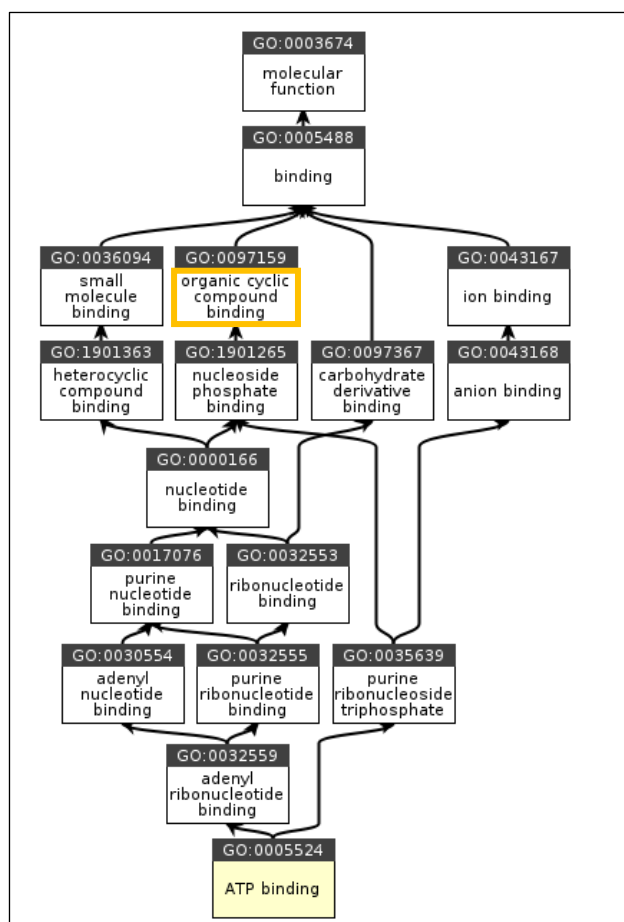 GO:0003674
molecular
function
GO:0005488
binding
GO:0036094
small
molecule
binding
GO:0097159
organic cyclic
compound
binding
GO:0043167
ion binding
GO:1901363
heterocyclic
compound
binding
GO:1901265
nucleoside
phosphate
binding
GO:0097367
carbohydrate
derivative
binding
GO:0043168
anion binding
GO:0000166
nucleotide
binding
GO:0017076
purine
nucleotide
binding
GO:0032553
ribonucleotide
binding
GO:0030554
adenyl
nucleotide
binding
GO:0032555
purine
ribonucleotide
binding
GO:0035639
purine
ribonucleoside
triphosphate
GO:0032559
adenyl
ribonucleotide
binding
GO:0005524
ATP binding